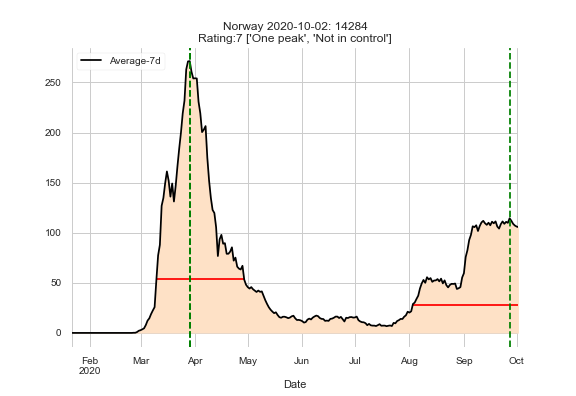 Norway 2020-10-02: 14284
Rating:7 ['One peak', 'Not in control']
Average-7d
250
200
150
100
50
0
Feb
2020
Mar
Apr
May
Jun
Jul
Aug
Sep
Oct
Date